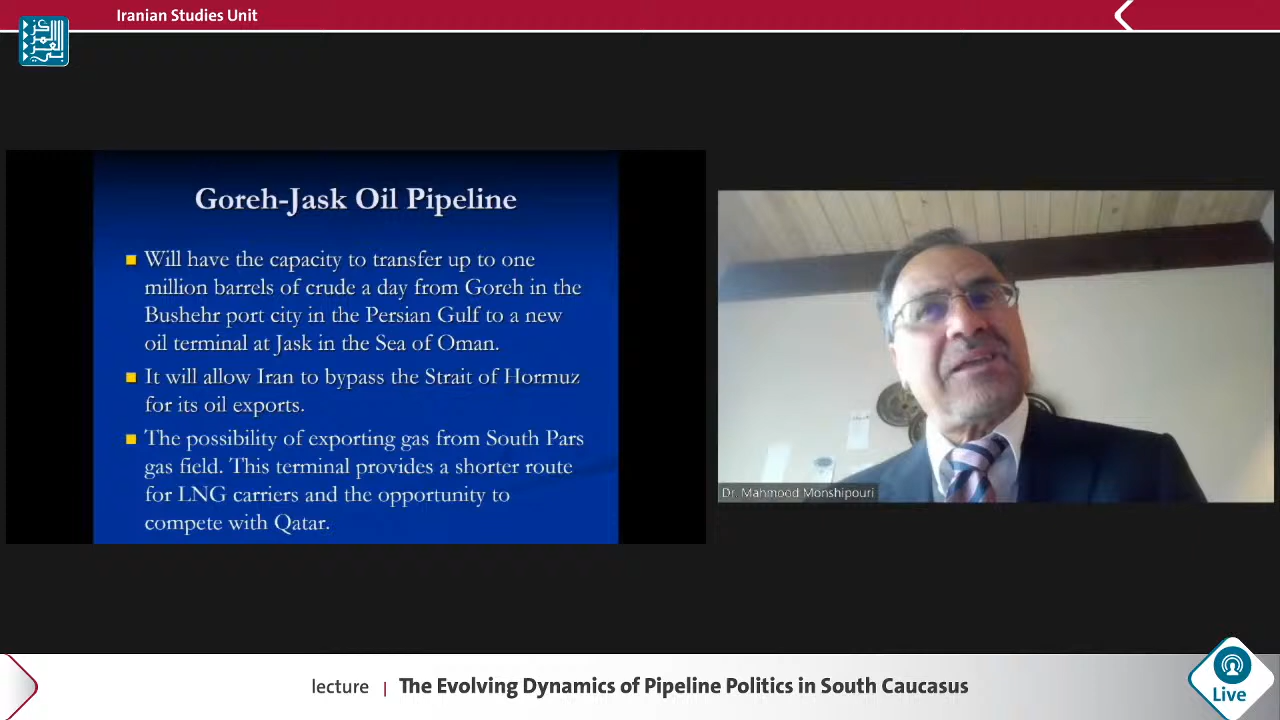 Iranian Studies Unit
Goreh-Jask Oil Pipeline
Will have the capacity to transfer up to one
million barrels of crude a day from Goreh in the
Bushehr port city in the Persian Gulf to a new
oil terminal at Jask in the Sea of Oman.
It will allow Iran to bypass the Strait of Hormuz
for its oil exports.
The possibility of exporting gas from South Pars
gas field. This terminal provides a shorter route
for LNG carriers and the opportunity to
compete with Qatar.
Dr. Mahmood Monshipouri
lecture | The Evolving Dynamics of Pipeline Politics in South Caucasus
Live